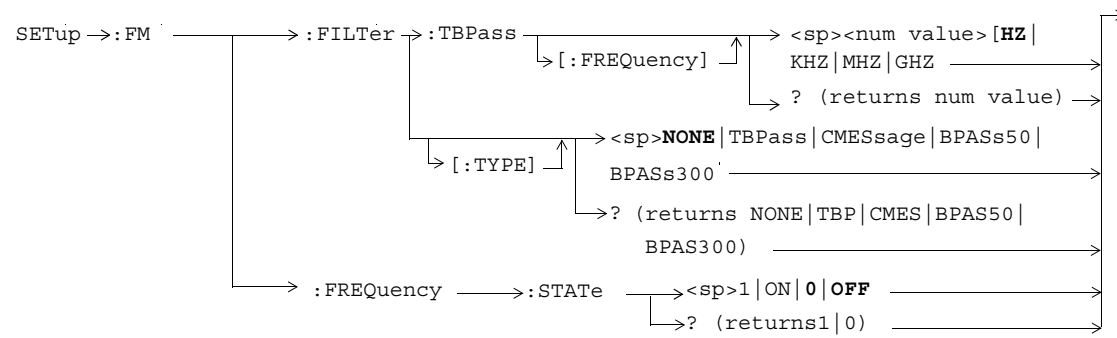 SETup :FM :FILTer :TBPass <sp><num value>[HZ|
[:FREQuency] KHZ|MHZ|GHZ
? (returns num value)
<sp>NONE|TBPass|CMESsage|BPASs50|
[:TYPE] BPASs300
? (returns NONE|TBP|CMES|BPAS50|
BPAS300)
:FREQuency :STATe <sp>1|ON|0|OFF
? (returns1|0)